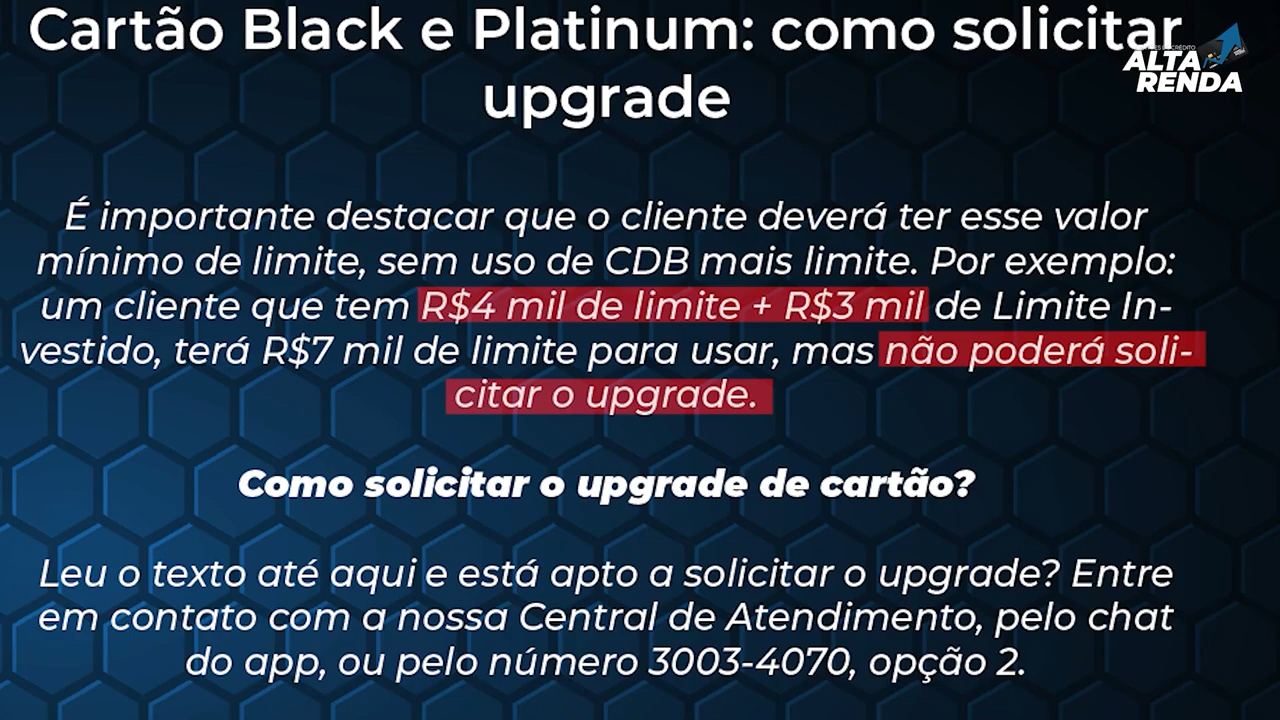 Cartão Black e Platinum: como solicitar
upgrade
ALTA
RENDA
É importante destacar que o cliente deverá ter esse valor
mínimo de limite, sem uso de CDB mais limite. Por exemplo:
um cliente que tem R$4 mil de limite + R$3 mil de Limite In-
vestido, terá R$7 mil de limite para usar, mas não poderá soli-
citar o upgrade.
Como solicitar o upgrade de cartão?
Leu o texto até aqui e está apto a solicitar o upgrade? Entre
em contato com a nossa Central de Atendimento, pelo chat
do app, ou pelo número 3003-4070, opção 2.